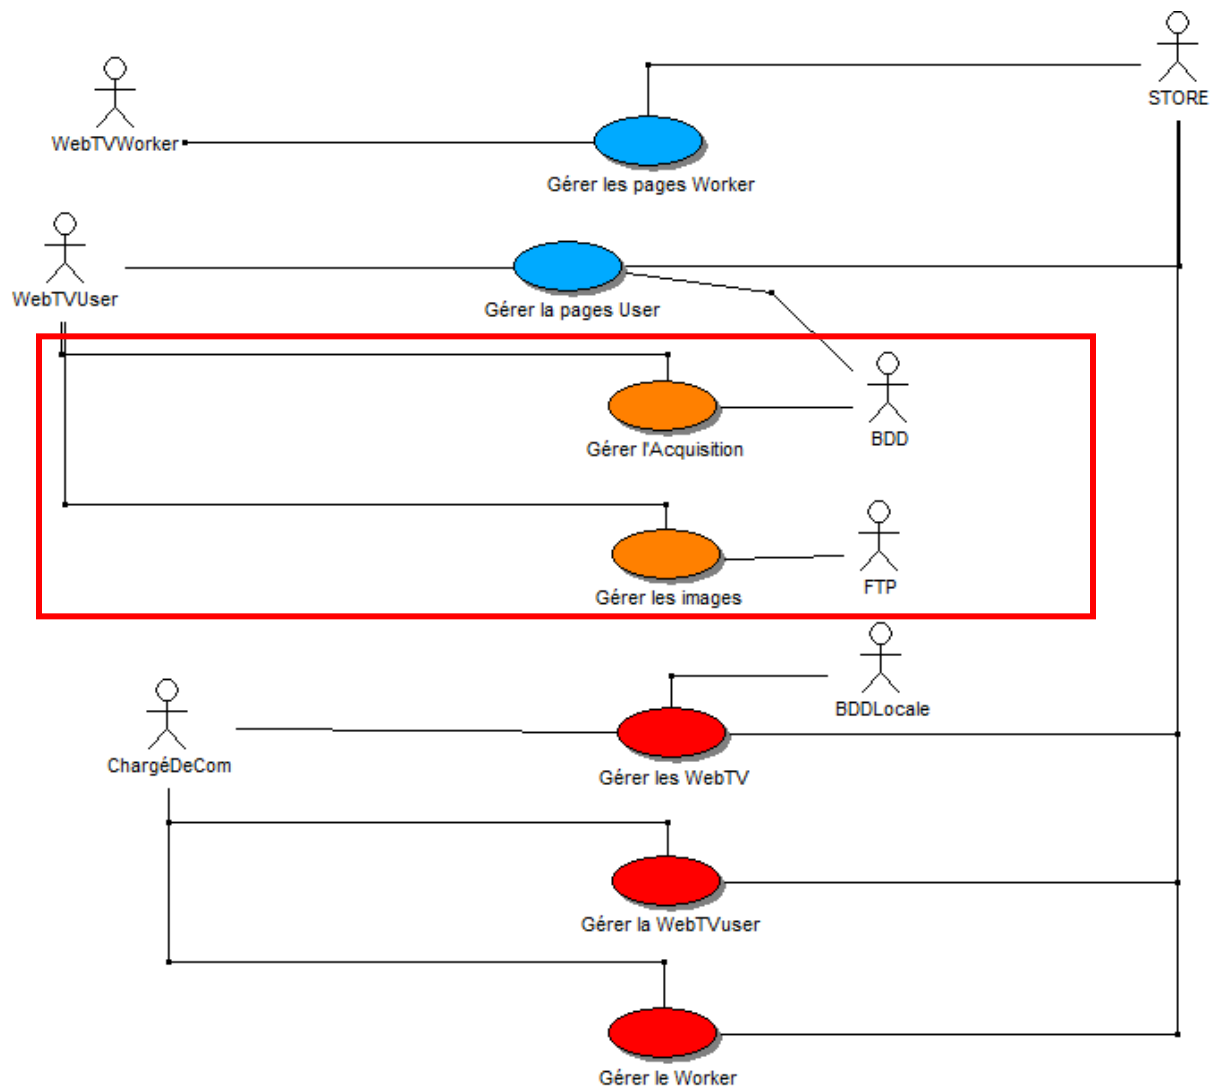 STORE
WebTVWorker
Gérer les pages Worker
WebTVUser
Gérer la pages User
BDD
Gérer l'Acquisition
FTP
Gérer les images
BDDLocale
ChargéDeCom
Gérer les WebTV
Gérer la WebTVuser
Gérer le Worker